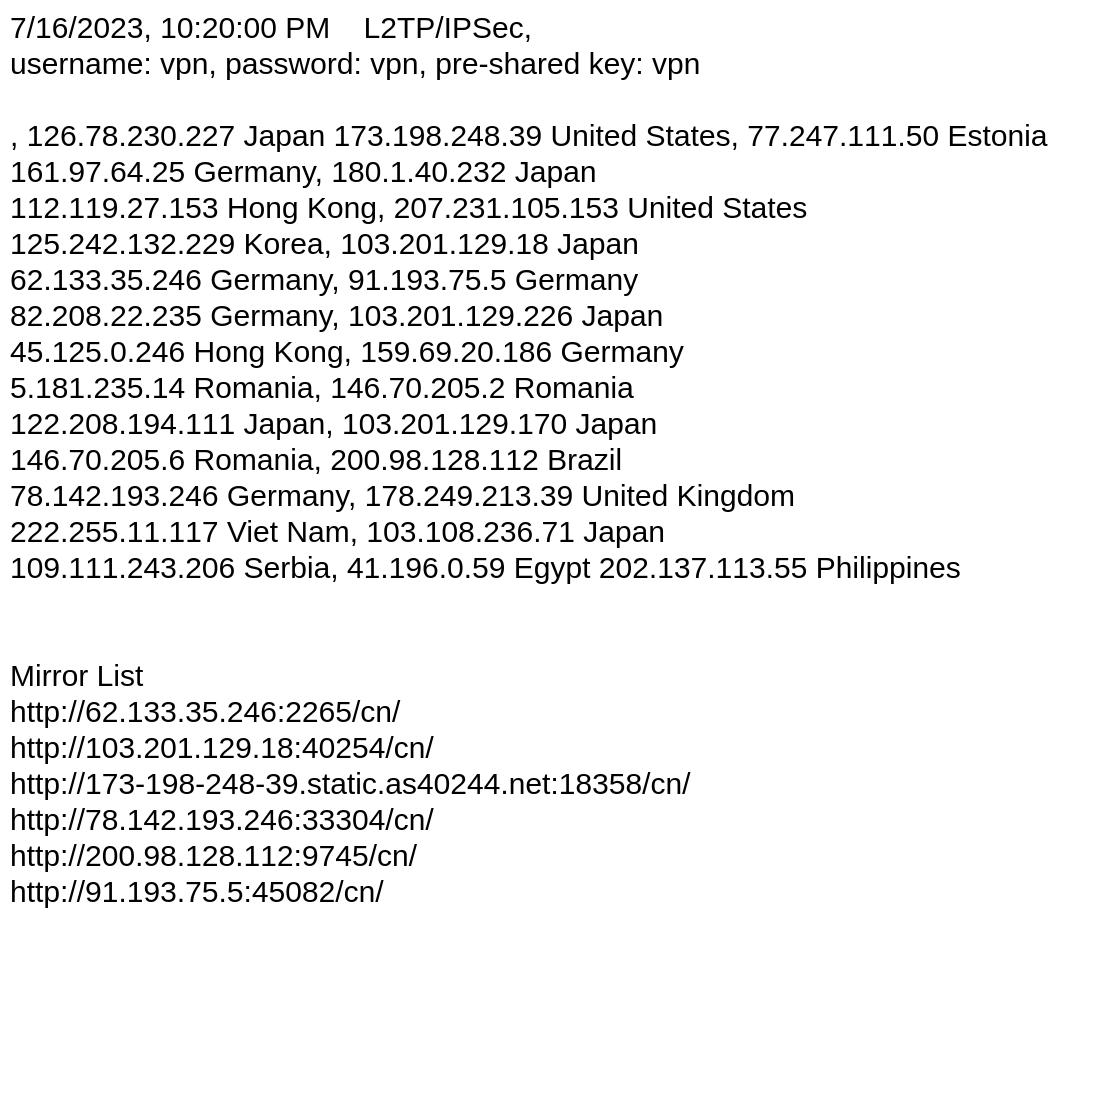 7/16/2023, 10:20:00 PM    L2TP/IPSec,
username: vpn, password: vpn, pre-shared key: vpn
, 126.78.230.227 Japan 173.198.248.39 United States, 77.247.111.50 Estonia
161.97.64.25 Germany, 180.1.40.232 Japan
112.119.27.153 Hong Kong, 207.231.105.153 United States
125.242.132.229 Korea, 103.201.129.18 Japan
62.133.35.246 Germany, 91.193.75.5 Germany
82.208.22.235 Germany, 103.201.129.226 Japan
45.125.0.246 Hong Kong, 159.69.20.186 Germany
5.181.235.14 Romania, 146.70.205.2 Romania
122.208.194.111 Japan, 103.201.129.170 Japan
146.70.205.6 Romania, 200.98.128.112 Brazil
78.142.193.246 Germany, 178.249.213.39 United Kingdom
222.255.11.117 Viet Nam, 103.108.236.71 Japan
109.111.243.206 Serbia, 41.196.0.59 Egypt 202.137.113.55 Philippines
Mirror List
http://62.133.35.246:2265/cn/
http://103.201.129.18:40254/cn/
http://173-198-248-39.static.as40244.net:18358/cn/
http://78.142.193.246:33304/cn/
http://200.98.128.112:9745/cn/
http://91.193.75.5:45082/cn/